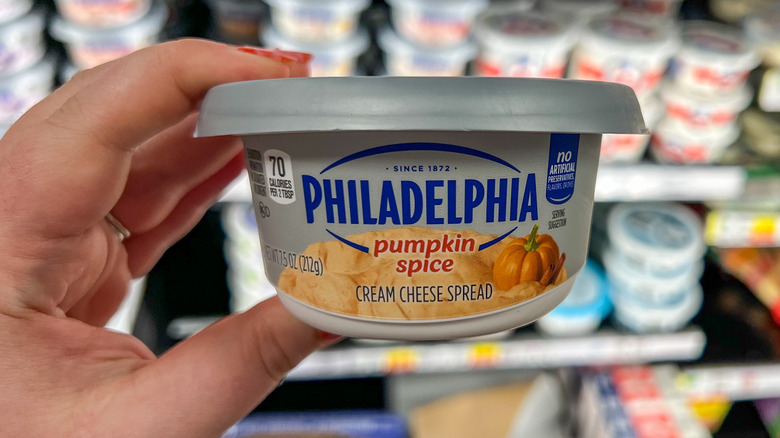 · SINCE 1872 ·
70
CALORIES
PER 2 TBSP
PHILADELPHIA
no
ARTIFICIAL
PRESERVATIVES,
FLAVORS, OR DYES
SERVING
SUGGESTION
pumpkin
spice
NET WT 7.5 OZ (212g)
CREAM CHEESE SPREAD